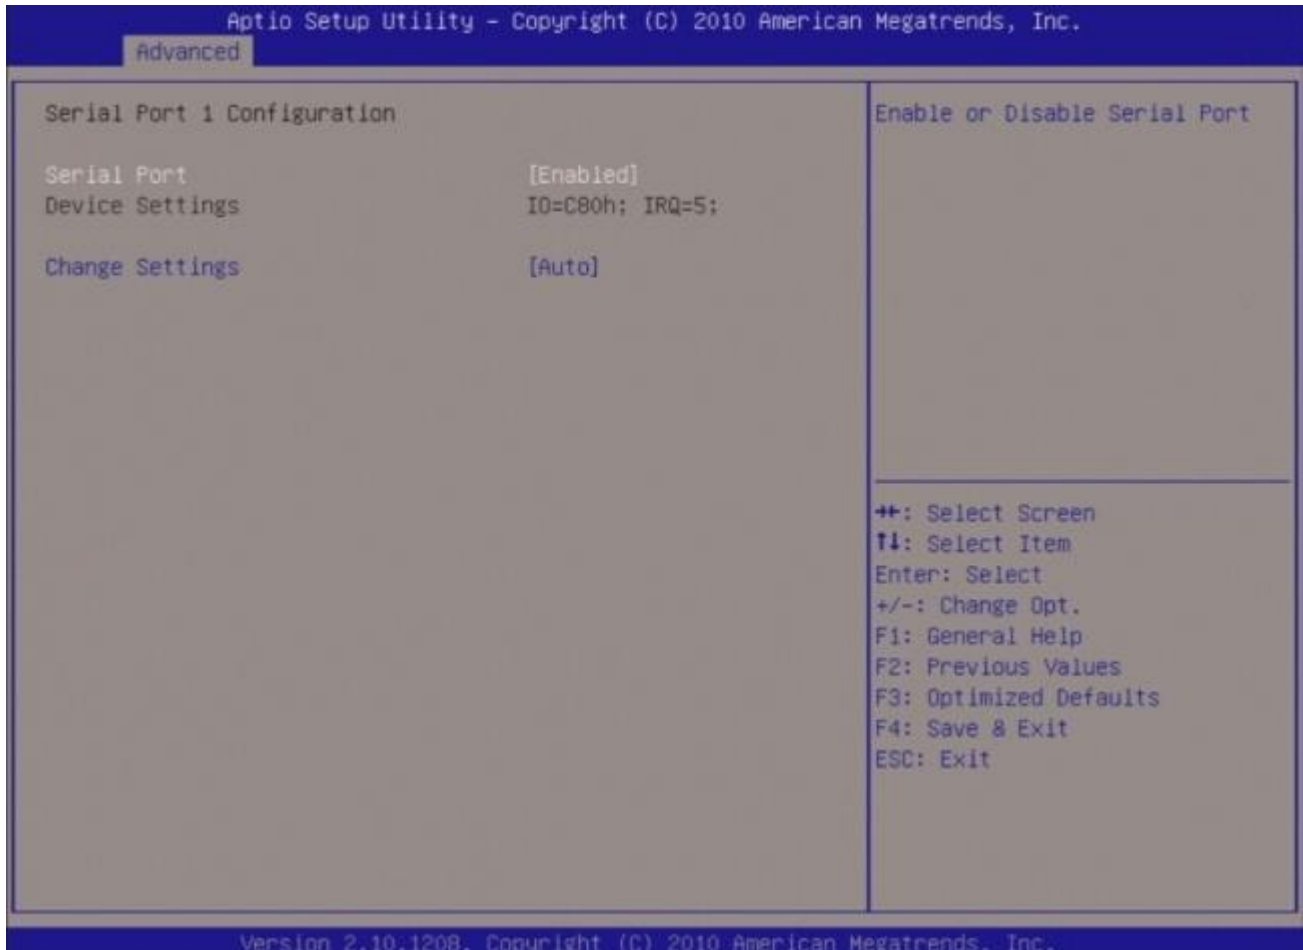 Aptio Setup Utility – Copyright (C) 2010 American Megatrends, Inc.
Advanced
Serial Port 1 Configuration
Serial Port [Enabled]
Device Settings IO=C80h; IRQ=5;
Change Settings [Auto]
Enable or Disable Serial Port
→←: Select Screen
↑↓: Select Item
Enter: Select
+/-: Change Opt.
F1: General Help
F2: Previous Values
F3: Optimized Defaults
F4: Save & Exit
ESC: Exit
Version 2.10.1208. Copyright (C) 2010 American Megatrends, Inc.